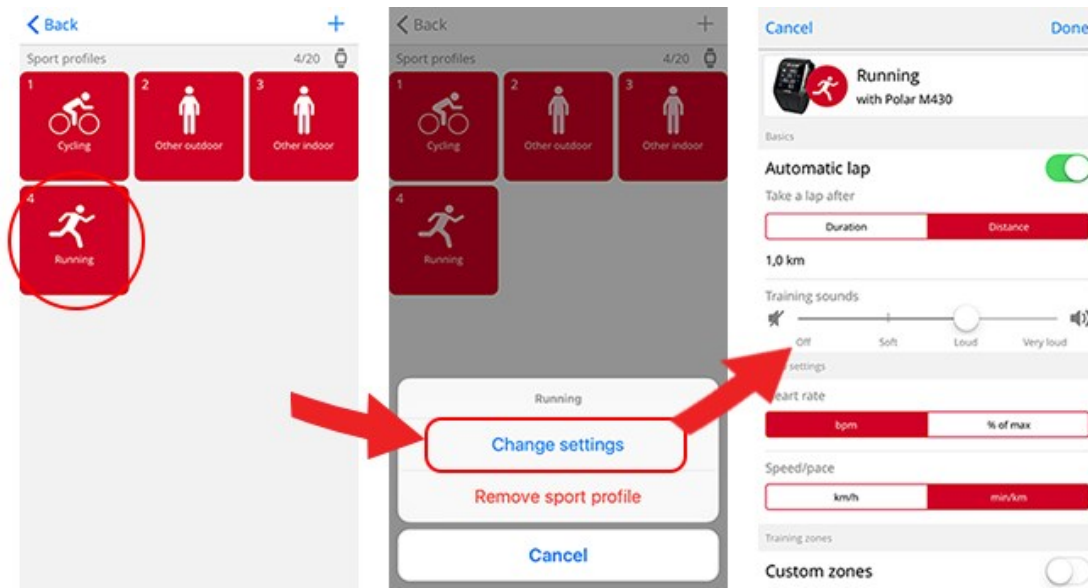 Back
Sport profiles 4/20
1 2 3
Cycling Other outdoor Other indoor
4
Running
Back
Sport profiles 4/20
1 2 3
Cycling Other outdoor Other indoor
4
Running
Running
Change settings
Remove sport profile
Cancel
Cancel Done
Running
with Polar M430
Basics
Automatic lap
Take a lap after
Duration Distance
1,0 km
Training sounds
Off Soft Loud Very loud
settings
eart rate
bpm % of max
Speed/pace
km/h min/km
Training zones
Custom zones